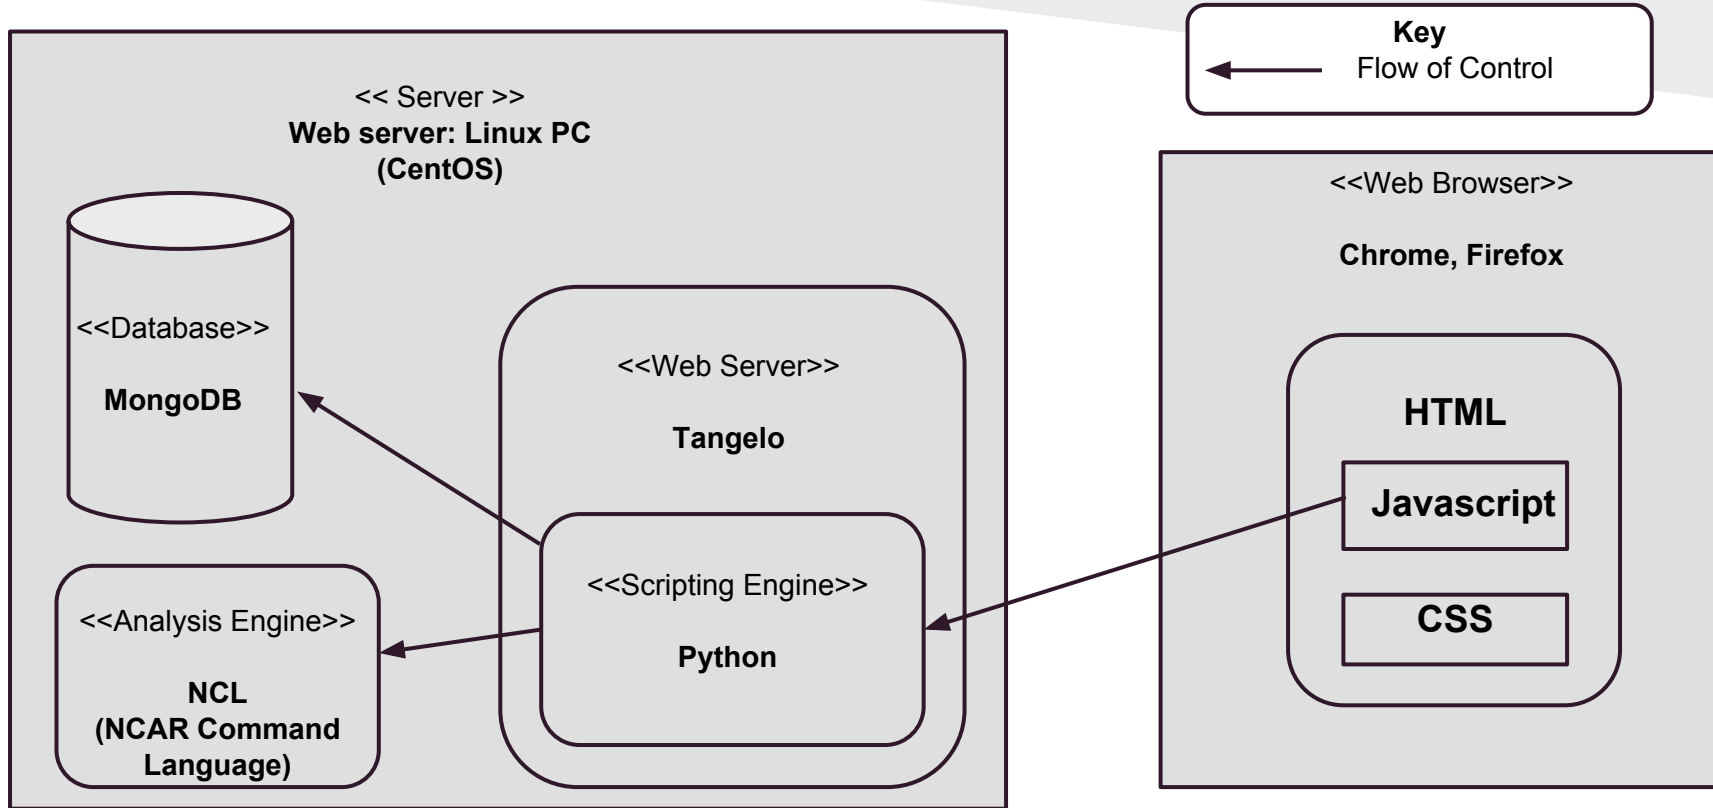 Key
Flow of Control
<< Server >>
Web server: Linux PC
(CentOS)
<<Database>>
MongoDB
<<Analysis Engine>>
NCL
(NCAR Command
Language)
<<Web Server>>
Tangelo
<<Scripting Engine>>
Python
<<Web Browser>>
Chrome, Firefox
HTML
Javascript
CSS